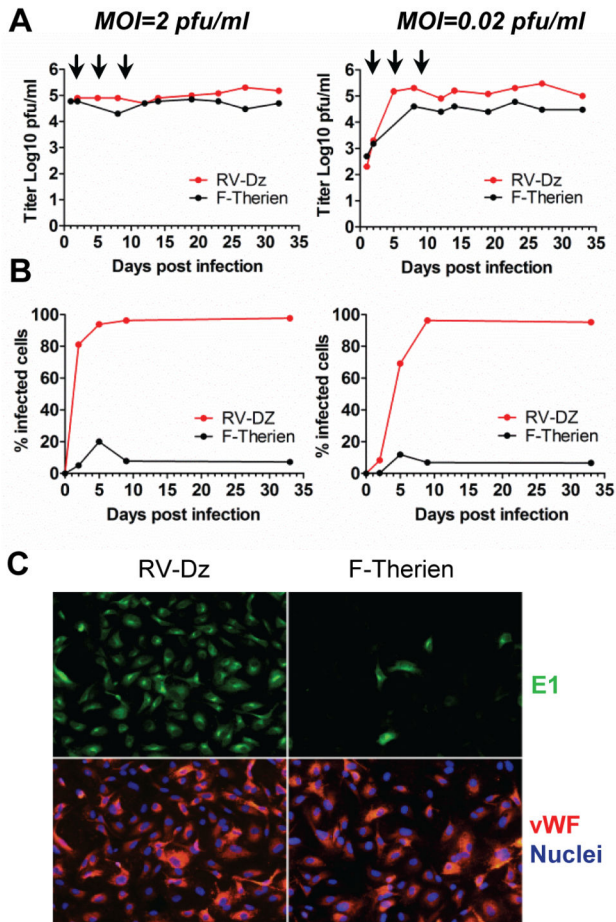 A
MOI=2 pfu/ml
MOI=0.02 pfu/ml
Titer Log10 pfu/ml
6
5
4
3
2
1
0
RV-Dz
F-Therien
0 5 10 15 20 25 30 35
Days post infection
Titer Log10 pfu/ml
6
5
4
3
2
1
0
RV-Dz
F-Therien
0 5 10 15 20 25 30 35
Days post infection
B
% infected cells
100
80
60
40
20
0
RV-DZ
F-Therien
0 5 10 15 20 25 30 35
Days post infection
% infected cells
100
80
60
40
20
0
RV-DZ
F-Therien
0 5 10 15 20 25 30 35
Days post infection
C
RV-Dz
F-Therien
E1
vWF
Nuclei